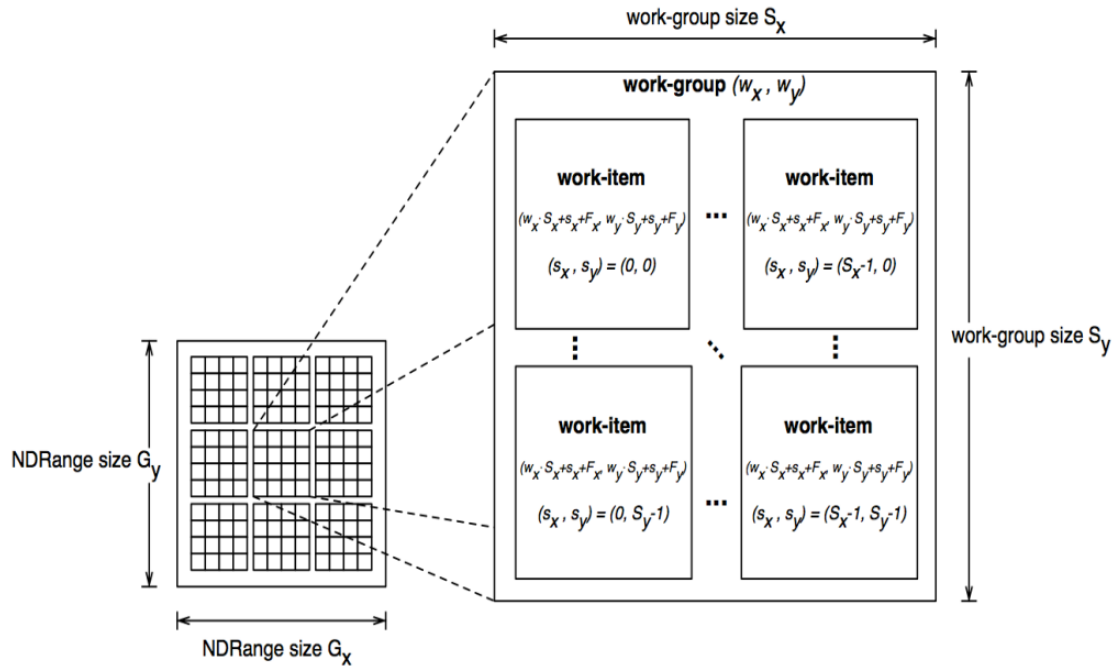 work-group size Sx
work-group (wx , wy)
work-item
(wx· Sx+sx+Fx, wy· Sy+sy+Fy)
(sx , sy) = (0, 0)
...
work-item
(wx· Sx+sx+Fx, wy· Sy+sy+Fy)
(sx , sy) = (Sx-1, 0)
work-group size Sy
work-item
(wx· Sx+sx+Fx, wy· Sy+sy+Fy)
(sx , sy) = (0, Sy-1)
...
work-item
(wx· Sx+sx+Fx, wy· Sy+sy+Fy)
(sx , sy) = (Sx-1, Sy-1)
NDRange size Gy
NDRange size Gx